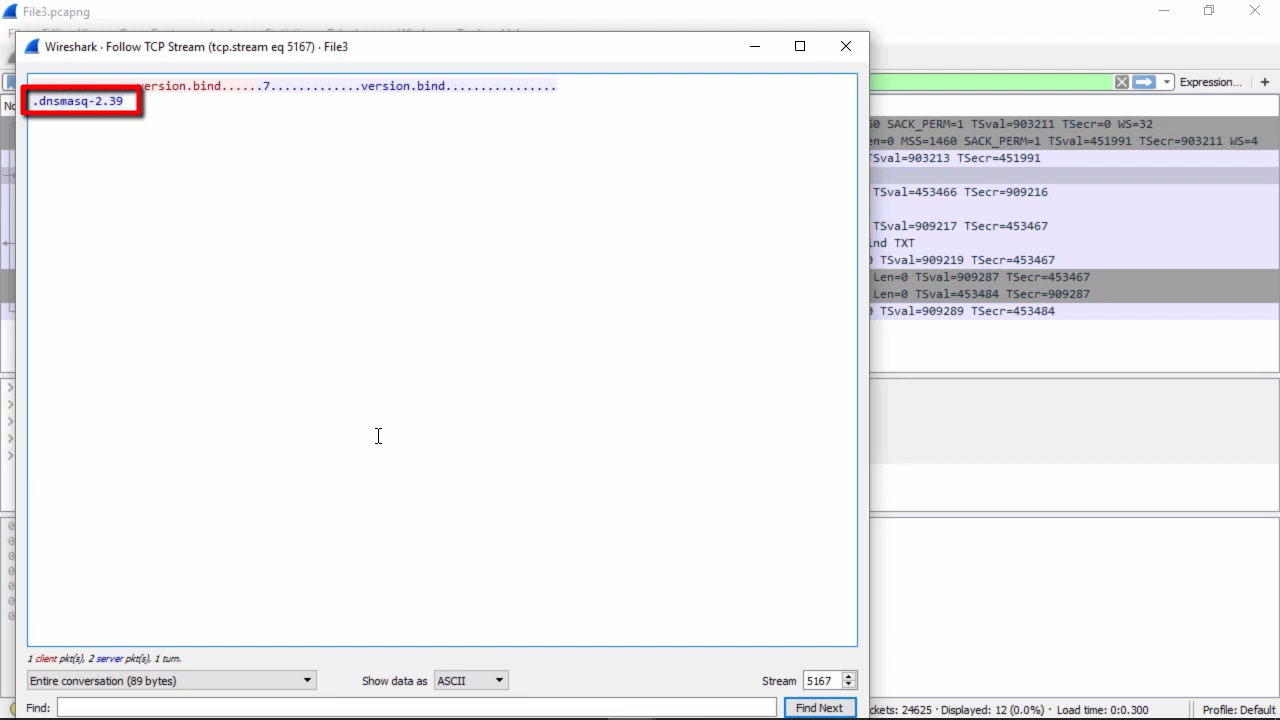 File3.pcapng
Wireshark · Follow TCP Stream (tcp.stream eq 5167) · File3
Expression...
+
ersion.bind......7.............version.bind................
.dnsmasq-2.39
No
60 SACK_PERM=1 TSval=903211 TSecr=0 WS=32
en=0 MSS=1460 SACK_PERM=1 TSval=451991 TSecr=903211 WS=4
TSval=903213 TSecr=451991
TSval=453466 TSecr=909216
TSval=909217 TSecr=453467
ind TXT
0 TSval=909219 TSecr=453467
Len=0 TSval=909287 TSecr=453467
Len=0 TSval=453484 TSecr=909287
0 TSval=909289 TSecr=453484
1 client pkt(s), 2 server pkt(s), 1 turn.
Entire conversation (89 bytes)
Show data as
ASCII
Stream
5167
Find:
Find Next
ckets: 24625 · Displayed: 12 (0.0%) · Load time: 0:0.300
Profile: Default